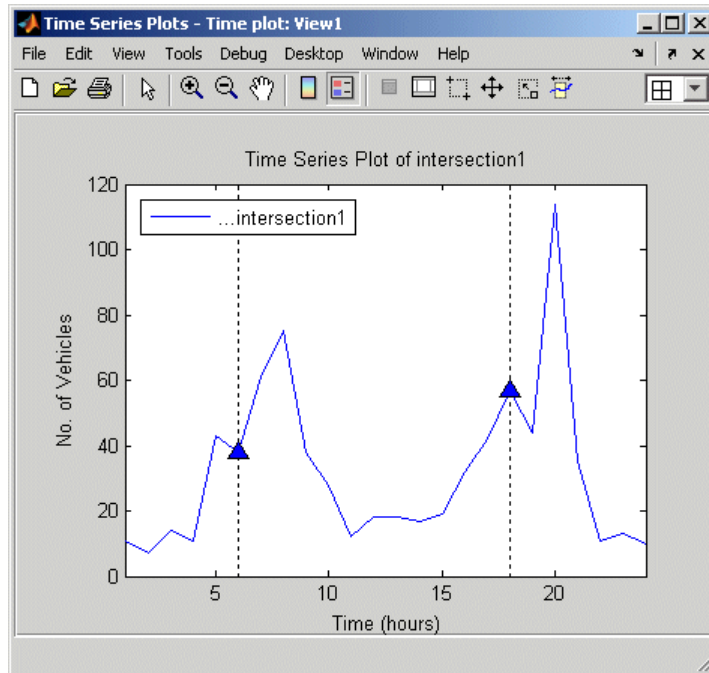 Time Series Plots - Time plot: View1
File Edit View Tools Debug Desktop Window Help
Time Series Plot of intersection1
...intersection1
No. of Vehicles
120
100
80
60
40
20
0
5 10 15 20
Time (hours)